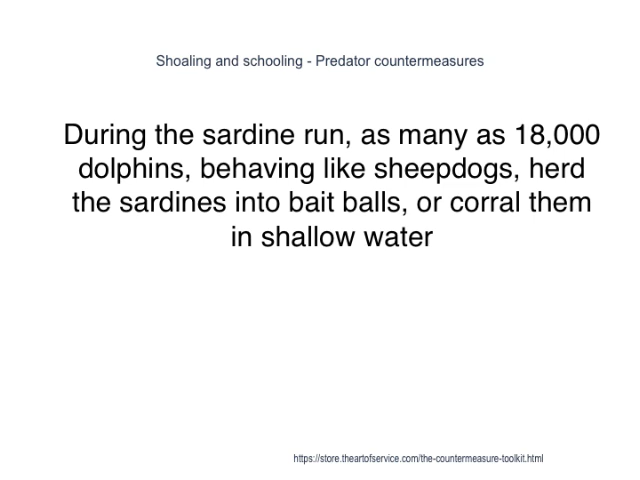 Shoaling and schooling - Predator countermeasures
During the sardine run, as many as 18,000
dolphins, behaving like sheepdogs, herd
the sardines into bait balls, or corral them
in shallow water
https://store.theartofservice.com/the-countermeasure-toolkit.html